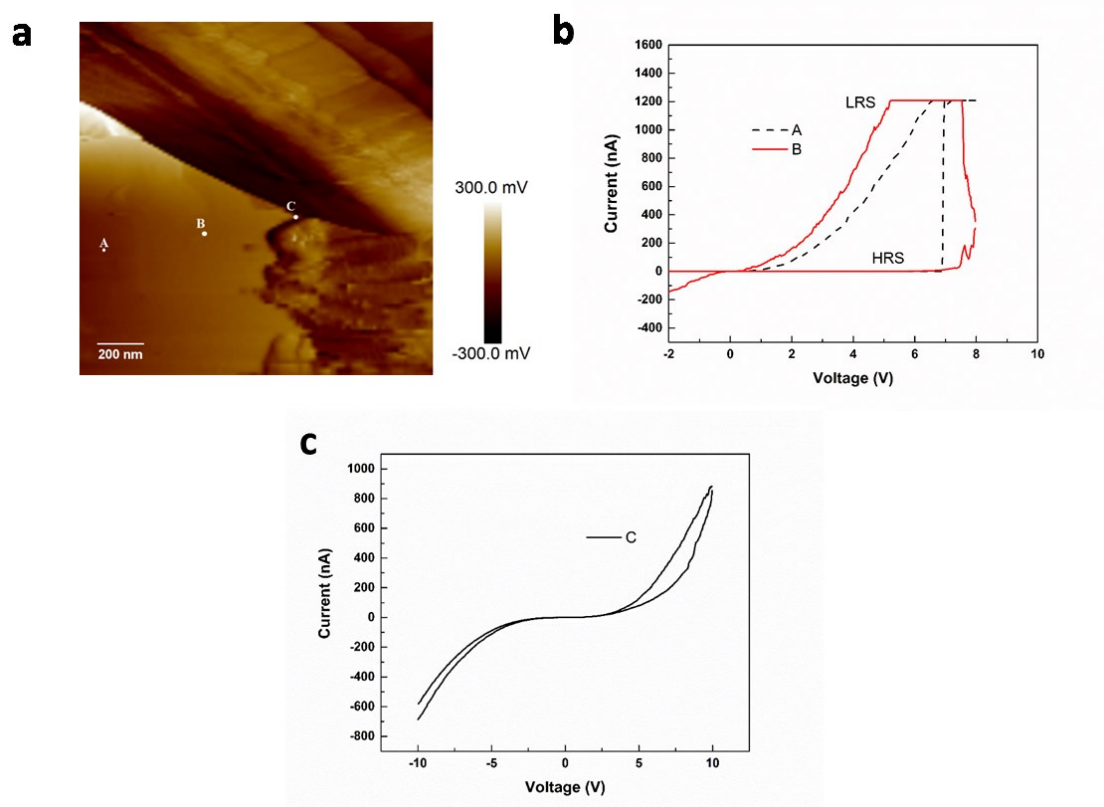 a
A
B
C
200 nm
300.0 mV
-300.0 mV
b
1600
1400
1200
1000
800
600
400
200
0
-200
-400
Current (nA)
LRS
A
B
HRS
-2 0 2 4 6 8 10
Voltage (V)
c
1000
800
600
400
200
0
-200
-400
-600
-800
Current (nA)
C
-10 -5 0 5 10
Voltage (V)